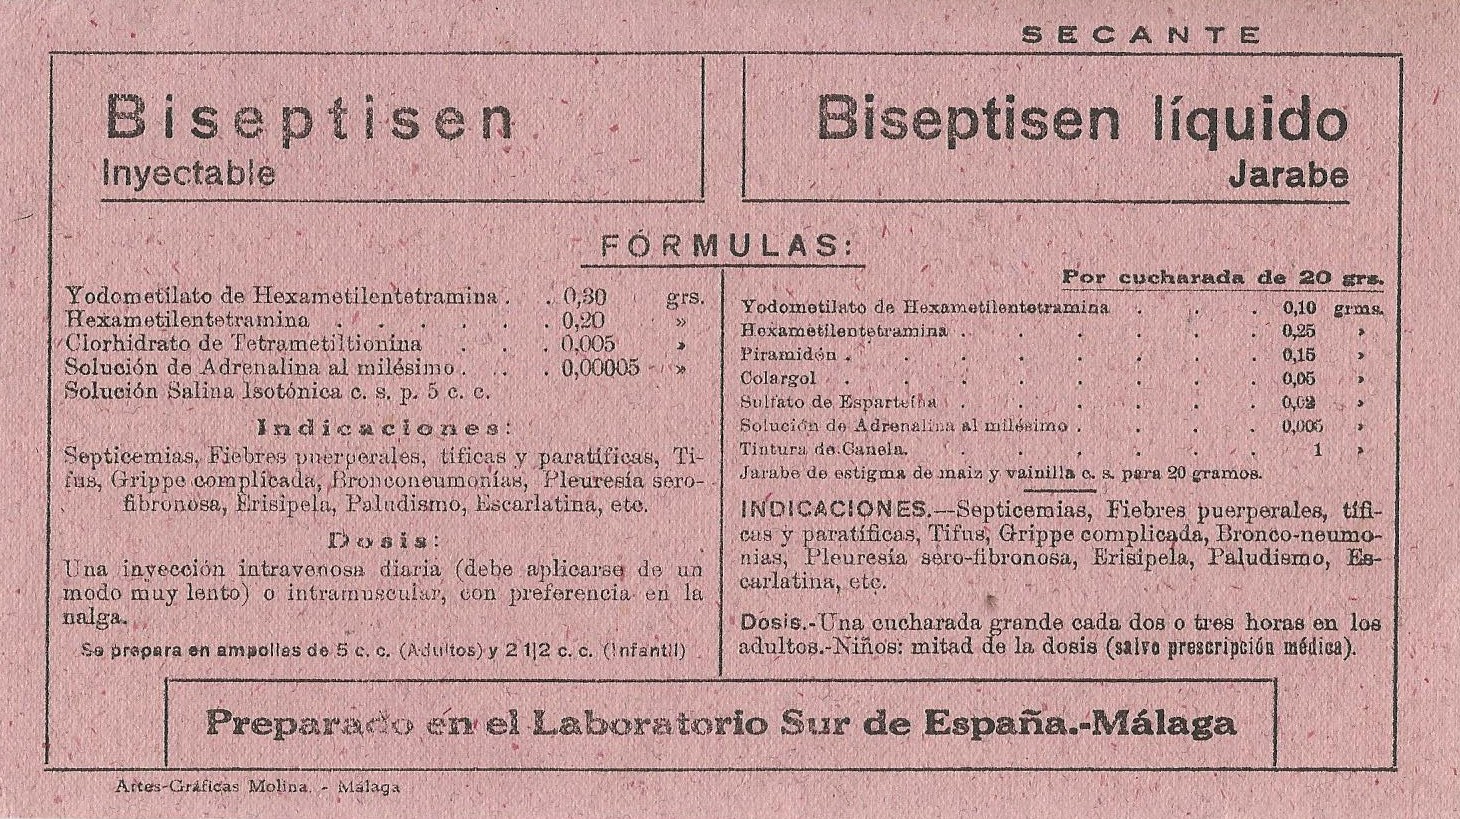 SECANTE
Biseptisen
Inyectable
Biseptisen líquido
Jarabe
FÓRMULAS:
Yodometilato de Hexametilentetramina . . 0,30 grs.
Hexametilentetramina . . . . . . 0,20 »
Clorhidrato de Tetrametiltionina . . . 0,005 »
Solución de Adrenalina al milésimo . . . 0,00005 »
Solución Salina Isotónica c. s. p. 5 c. c.
Indicaciones:
Septicemias, Fiebres puerperales, tificas y paratíficas, Ti-
fus, Grippe complicada, Bronconeumonías, Pleuresía sero-
fibronosa, Erisipela, Paludismo, Escarlatina, etc.
Dosis:
Una inyección intravenosa diaria (debe aplicarse de un
modo muy lento) o intramuscular, con preferencia en la
nalga.
Se prepara en ampollas de 5 c. c. (Adultos) y 2 1|2 c. c. (Infantil)
Por cucharada de 20 grs.
Yodometilato de Hexametilentetramina . . . 0,10 grms.
Hexametilentetramina . . . . . . 0,25 »
Piramidón . . . . . . . . 0,15 »
Colargol . . . . . . . . 0,05 »
Sulfato de Esparteína . . . . . . 0,02 »
Solución de Adrenalina al milésimo . . . . 0,005 »
Tintura de Canela. . . . . . . 1 »
Jarabe de estigma de maiz y vainilla c. s. para 20 gramos.
INDICACIONES.—Septicemias, Fiebres puerperales, tífi-
cas y paratíficas, Tifus, Grippe complicada, Bronco-neumo-
nias, Pleuresía sero-fibronosa, Erisipela, Paludismo, Es-
carlatina, etc.
Dosis.-Una cucharada grande cada dos o tres horas en los
adultos.-Niños: mitad de la dosis (salvo prescripción médica).
Preparado en el Laboratorio Sur de España.-Málaga
Artes-Gráficas Molina. - Málaga